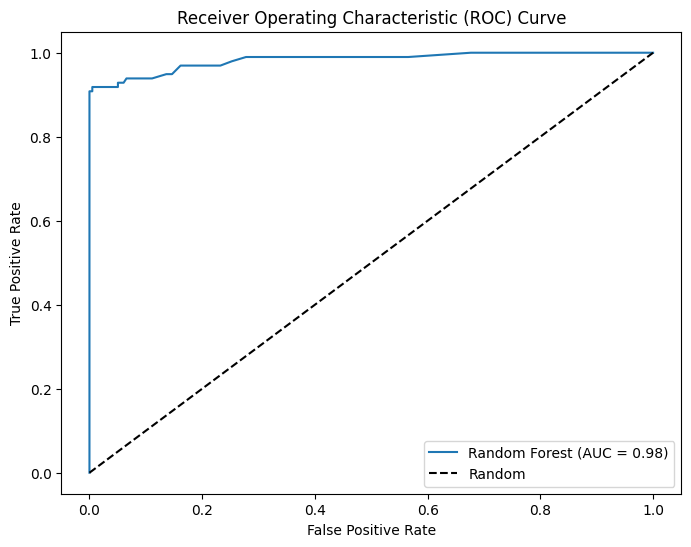 Receiver Operating Characteristic (ROC) Curve
1.0
0.8
0.6
0.4
0.2
0.0
True Positive Rate
Random Forest (AUC = 0.98)
Random
0.0 0.2 0.4 0.6 0.8 1.0
False Positive Rate